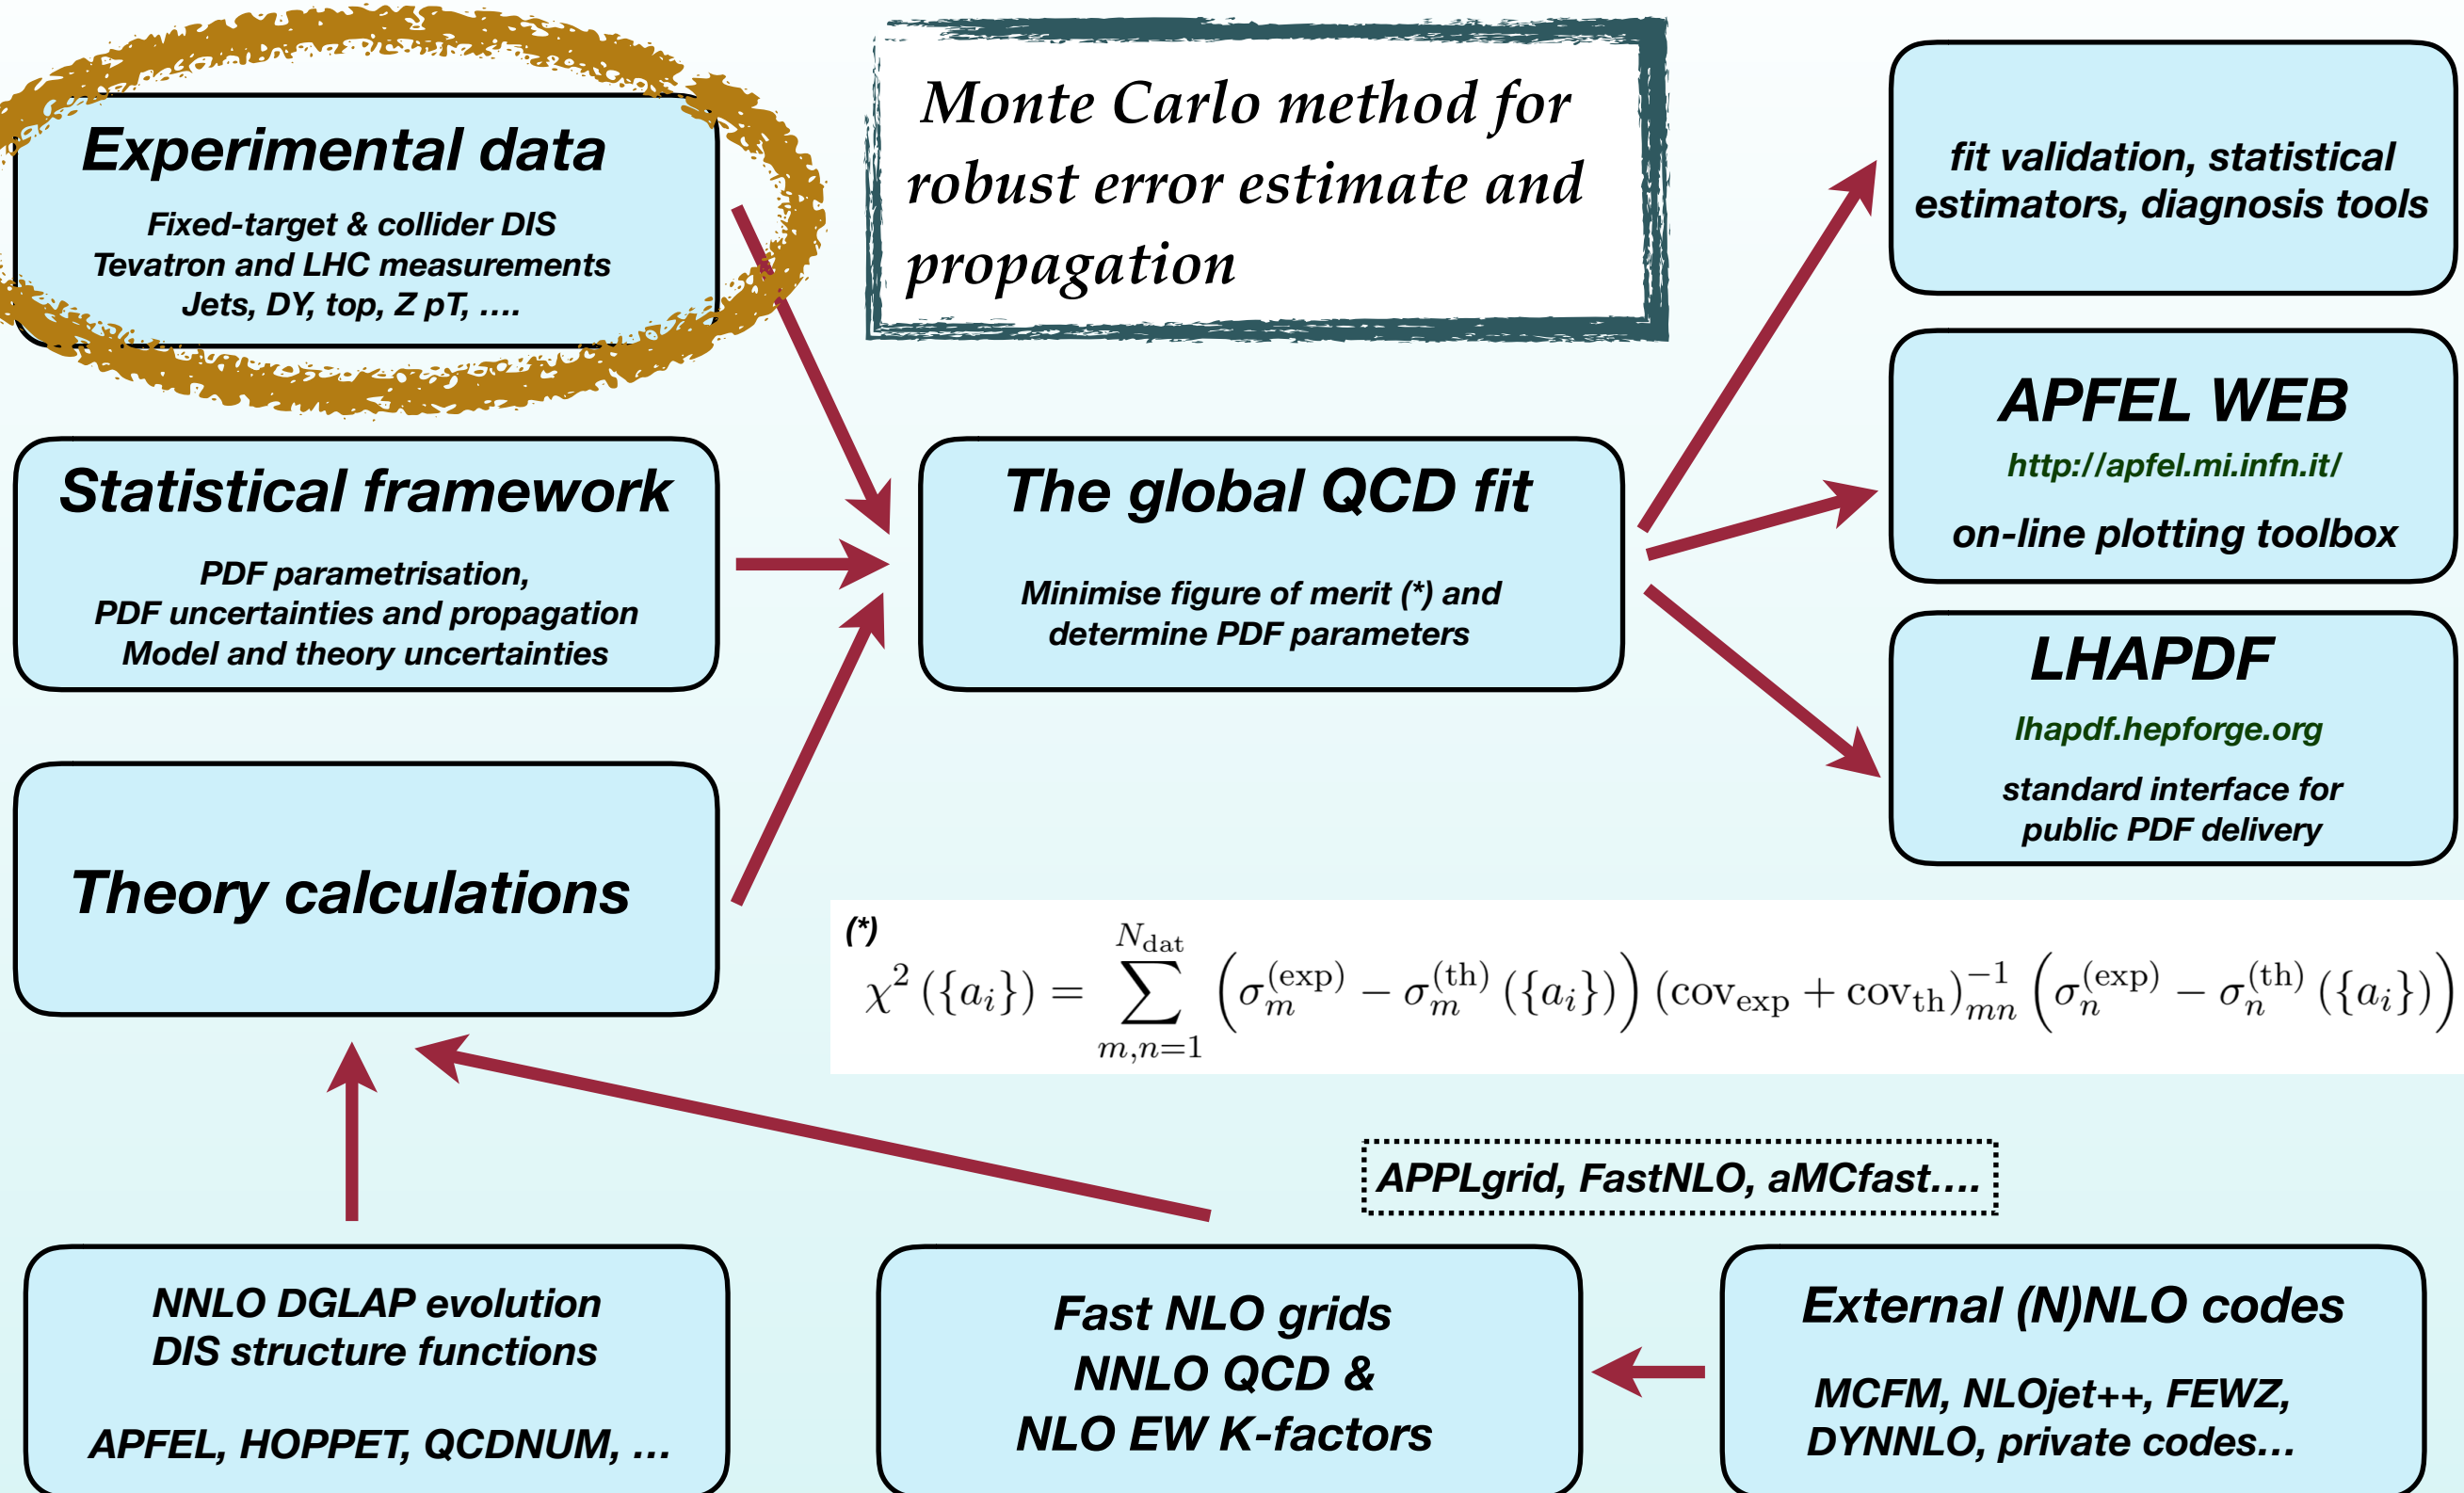 Experimental data
Fixed-target & collider DIS
Tevatron and LHC measurements
Jets, DY, top, Z pT, ....
Monte Carlo method for
robust error estimate and
propagation
fit validation, statistical
estimators, diagnosis tools
Statistical framework
PDF parametrisation,
PDF uncertainties and propagation
Model and theory uncertainties
The global QCD fit
Minimise figure of merit (*) and
determine PDF parameters
APFEL WEB
http://apfel.mi.infn.it/
on-line plotting toolbox
LHAPDF
lhapdf.hepforge.org
standard interface for
public PDF delivery
Theory calculations
(*)
χ² ({a_i}) = ∑_{m,n=1}^{N_dat} (σ_m^{(exp)} − σ_m^{(th)} ({a_i})) (cov_exp + cov_th)_{mn}^{−1} (σ_n^{(exp)} − σ_n^{(th)} ({a_i}))
APPLgrid, FastNLO, aMCfast....
NNLO DGLAP evolution
DIS structure functions
APFEL, HOPPET, QCDNUM, ...
Fast NLO grids
NNLO QCD &
NLO EW K-factors
External (N)NLO codes
MCFM, NLOjet++, FEWZ,
DYNNLO, private codes...